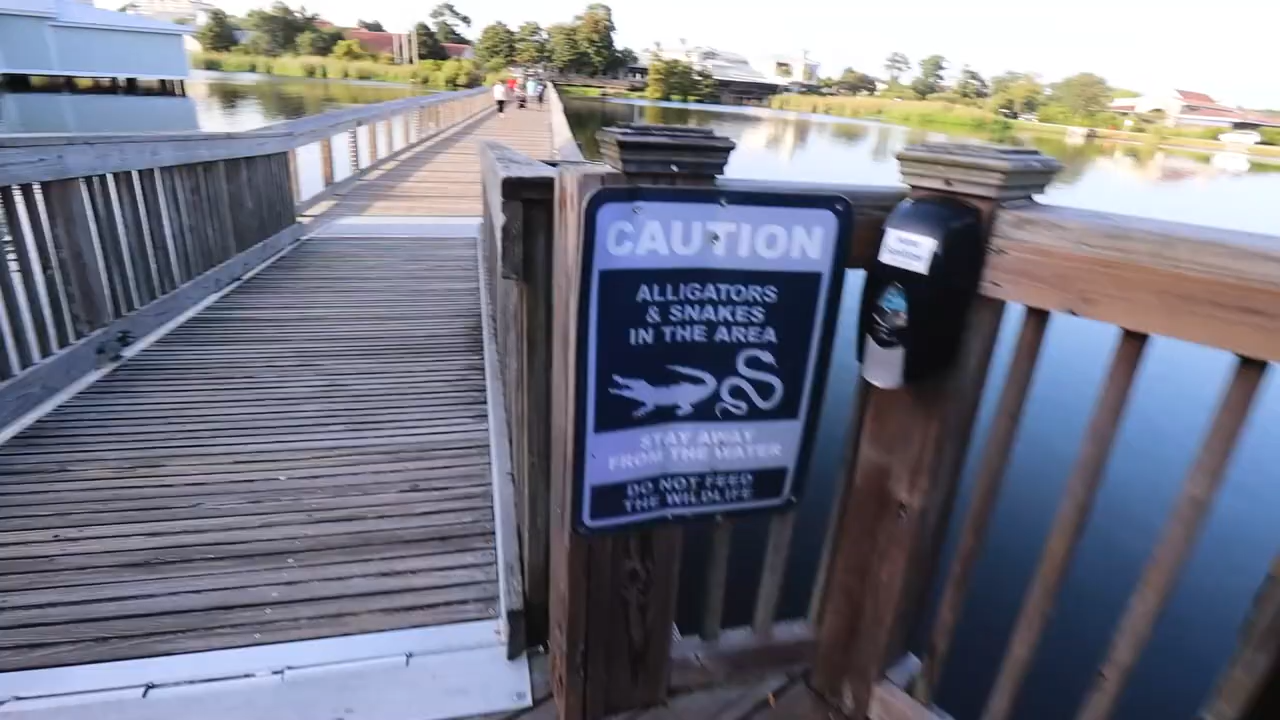 CAUTION
ALLIGATORS
& SNAKES
IN THE AREA
STAY AWAY
FROM THE WATER
DO NOT FEED
THE WILDLIFE